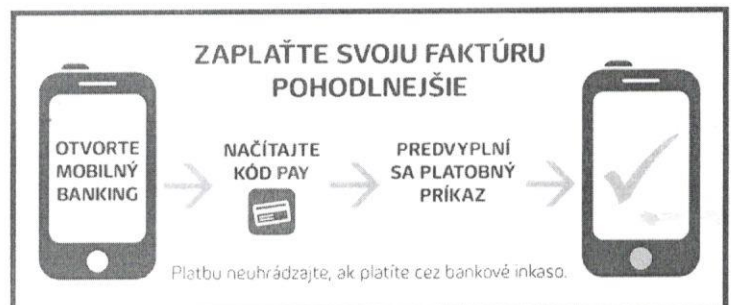 ZAPLAŤTE SVOJU FAKTÚRU
POHODLNEJŠIE
OTVORTE
MOBILNÝ
BANKING
NAČÍTAJTE
KÓD PAY
PREDVYPLNÍ
SA PLATOBNÝ
PRÍKAZ
Platbu neuhrádzajte, ak platíte cez bankové inkaso.